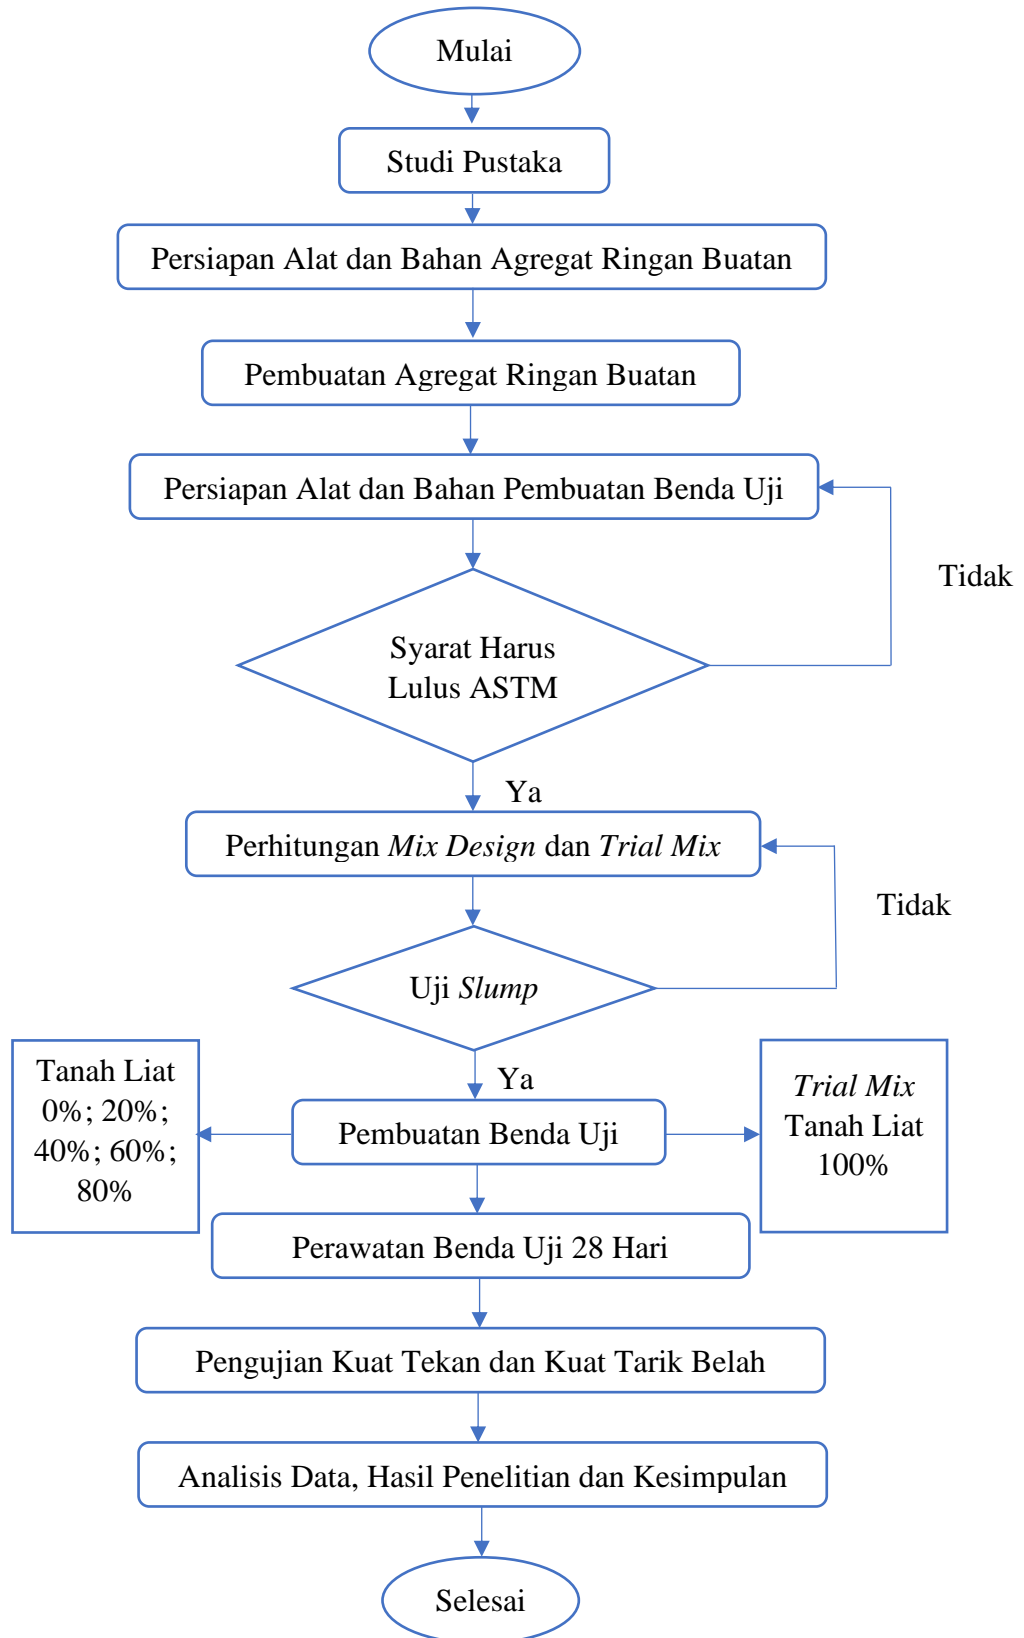 Mulai
Studi Pustaka
Persiapan Alat dan Bahan Agregat Ringan Buatan
Pembuatan Agregat Ringan Buatan
Persiapan Alat dan Bahan Pembuatan Benda Uji
Tidak
Syarat Harus
Lulus ASTM
Ya
Perhitungan Mix Design dan Trial Mix
Tidak
Uji Slump
Ya
Tanah Liat
0%; 20%;
40%; 60%;
80%
Pembuatan Benda Uji
Trial Mix
Tanah Liat
100%
Perawatan Benda Uji 28 Hari
Pengujian Kuat Tekan dan Kuat Tarik Belah
Analisis Data, Hasil Penelitian dan Kesimpulan
Selesai